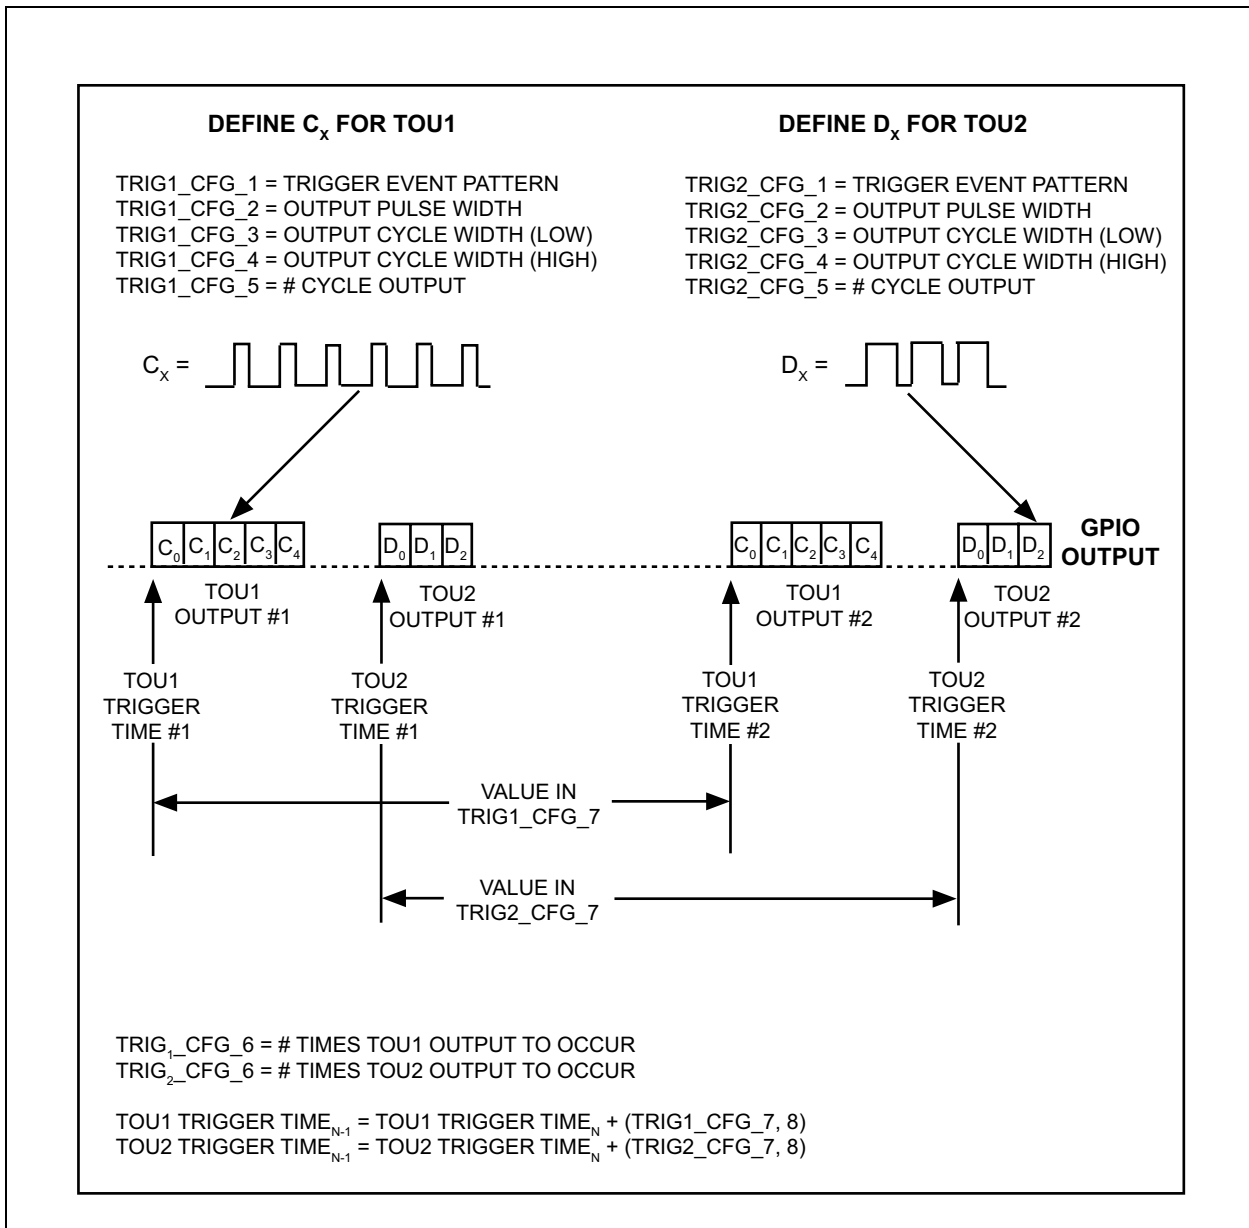 DEFINE Cx FOR TOU1
TRIG1_CFG_1 = TRIGGER EVENT PATTERN
TRIG1_CFG_2 = OUTPUT PULSE WIDTH
TRIG1_CFG_3 = OUTPUT CYCLE WIDTH (LOW)
TRIG1_CFG_4 = OUTPUT CYCLE WIDTH (HIGH)
TRIG1_CFG_5 = # CYCLE OUTPUT
DEFINE Dx FOR TOU2
TRIG2_CFG_1 = TRIGGER EVENT PATTERN
TRIG2_CFG_2 = OUTPUT PULSE WIDTH
TRIG2_CFG_3 = OUTPUT CYCLE WIDTH (LOW)
TRIG2_CFG_4 = OUTPUT CYCLE WIDTH (HIGH)
TRIG2_CFG_5 = # CYCLE OUTPUT
CX =
DX =
C0 C1 C2 C3 C4
D0 D1 D2
C0 C1 C2 C3 C4
D0 D1 D2
GPIO
OUTPUT
TOU1
OUTPUT #1
TOU2
OUTPUT #1
TOU1
OUTPUT #2
TOU2
OUTPUT #2
TOU1
TRIGGER
TIME #1
TOU2
TRIGGER
TIME #1
TOU1
TRIGGER
TIME #2
TOU2
TRIGGER
TIME #2
VALUE IN
TRIG1_CFG_7
VALUE IN
TRIG2_CFG_7
TRIG1_CFG_6 = # TIMES TOU1 OUTPUT TO OCCUR
TRIG2_CFG_6 = # TIMES TOU2 OUTPUT TO OCCUR
TOU1 TRIGGER TIMEN-1 = TOU1 TRIGGER TIMEN + (TRIG1_CFG_7, 8)
TOU2 TRIGGER TIMEN-1 = TOU2 TRIGGER TIMEN + (TRIG2_CFG_7, 8)